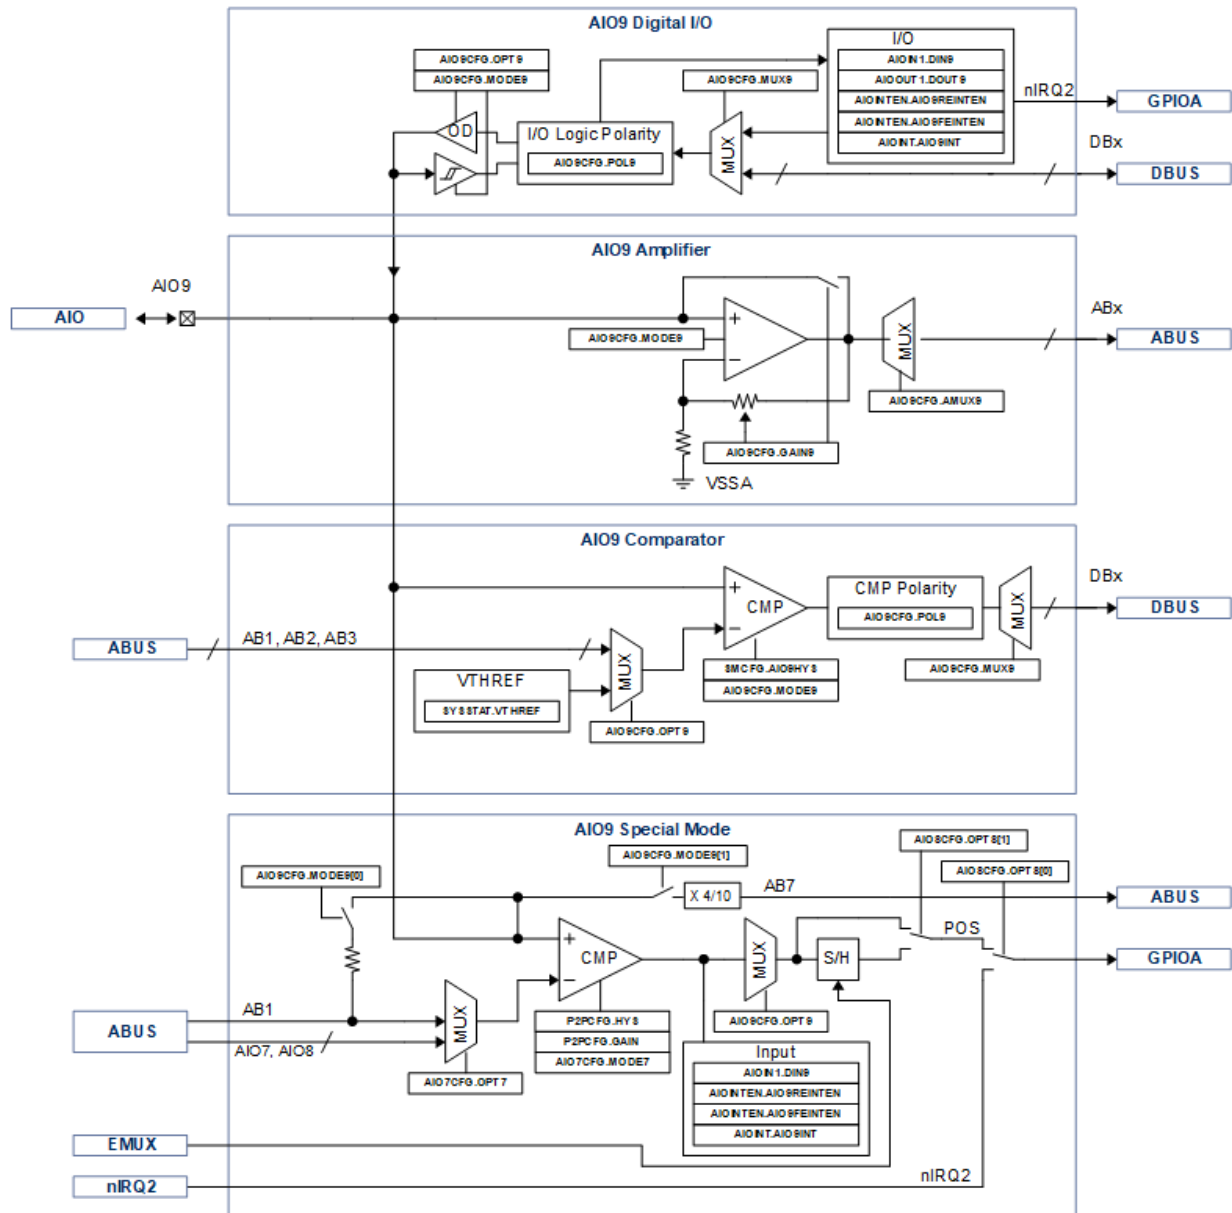 AIO9 Digital I/O
AIO9CFG.OPT9
AIO9CFG.MODE9
OD
I/O Logic Polarity
AIO9CFG.POL9
AIO9CFG.MUX9
MUX
I/O
AIOIN1.DIN9
AIOOUT1.DOUT9
AIOINTEN.AIO9REINTEN
AIOINTEN.AIO9FEINTEN
AIOINT.AIO9INT
nIRQ2
GPIOA
DBx
DBUS
AIO9 Amplifier
AIO9
AIO
AIO9CFG.MODE9
+
−
MUX
ABx
ABUS
AIO9CFG.AMUX9
AIO9CFG.GAIN9
VSSA
AIO9 Comparator
+
CMP
−
CMP Polarity
AIO9CFG.POL9
MUX
DBx
DBUS
ABUS
AB1, AB2, AB3
MUX
VTHREF
SYSSTAT.VTHREF
SMCFG.AIO9HYS
AIO9CFG.MODE9
AIO9CFG.MUX9
AIO9CFG.OPT9
AIO9 Special Mode
AIO9CFG.MODE9[0]
AIO9CFG.MODE9[1]
AIO8CFG.OPT8[1]
AIO8CFG.OPT8[0]
X 4/10
AB7
ABUS
+
CMP
−
MUX
S/H
POS
GPIOA
ABUS
AB1
AIO7, AIO8
MUX
AIO9CFG.OPT9
P2PCFG.HYS
P2PCFG.GAIN
AIO7CFG.MODE7
AIO7CFG.OPT7
Input
AIOIN1.DIN9
AIOINTEN.AIO9REINTEN
AIOINTEN.AIO9FEINTEN
AIOINT.AIO9INT
EMUX
nIRQ2
nIRQ2